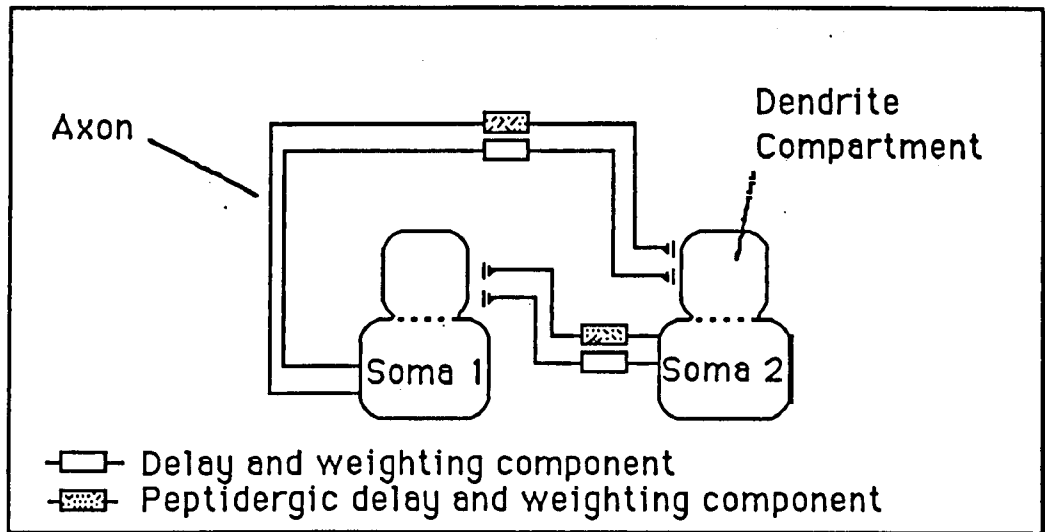 Axon
Dendrite
Compartment
Soma 1
Soma 2
Delay and weighting component
Peptidergic delay and weighting component